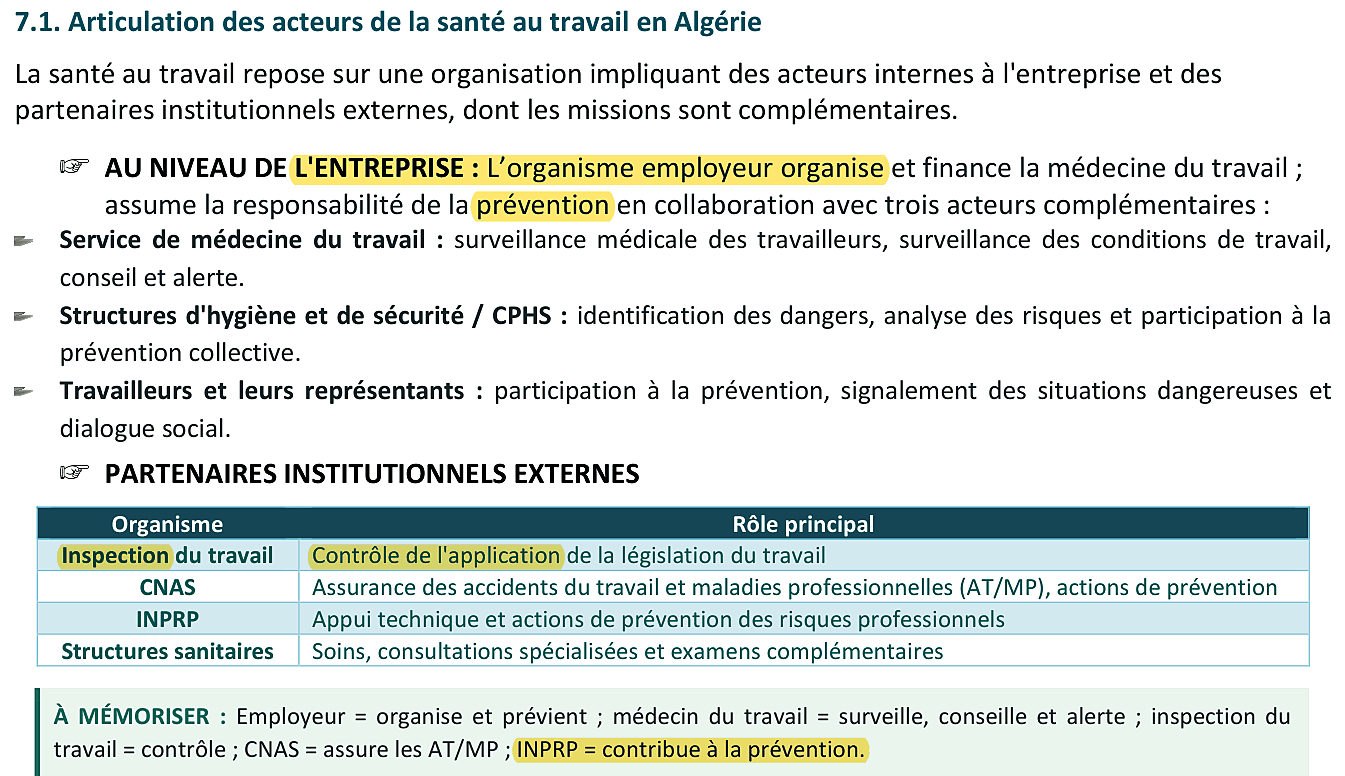 7.1. Articulation des acteurs de la santé au travail en Algérie
La santé au travail repose sur une organisation impliquant des acteurs internes à l'entreprise et des
partenaires institutionnels externes, dont les missions sont complémentaires.
☞ AU NIVEAU DE L'ENTREPRISE : L’organisme employeur organise et finance la médecine du travail ;
assume la responsabilité de la prévention en collaboration avec trois acteurs complémentaires :
Service de médecine du travail : surveillance médicale des travailleurs, surveillance des conditions de travail,
conseil et alerte.
Structures d'hygiène et de sécurité / CPHS : identification des dangers, analyse des risques et participation à la
prévention collective.
Travailleurs et leurs représentants : participation à la prévention, signalement des situations dangereuses et
dialogue social.
☞ PARTENAIRES INSTITUTIONNELS EXTERNES
Organisme Rôle principal
Inspection du travail Contrôle de l'application de la législation du travail
CNAS Assurance des accidents du travail et maladies professionnelles (AT/MP), actions de prévention
INPRP Appui technique et actions de prévention des risques professionnels
Structures sanitaires Soins, consultations spécialisées et examens complémentaires
À MÉMORISER : Employeur = organise et prévient ; médecin du travail = surveille, conseille et alerte ; inspection du
travail = contrôle ; CNAS = assure les AT/MP ; INPRP = contribue à la prévention.